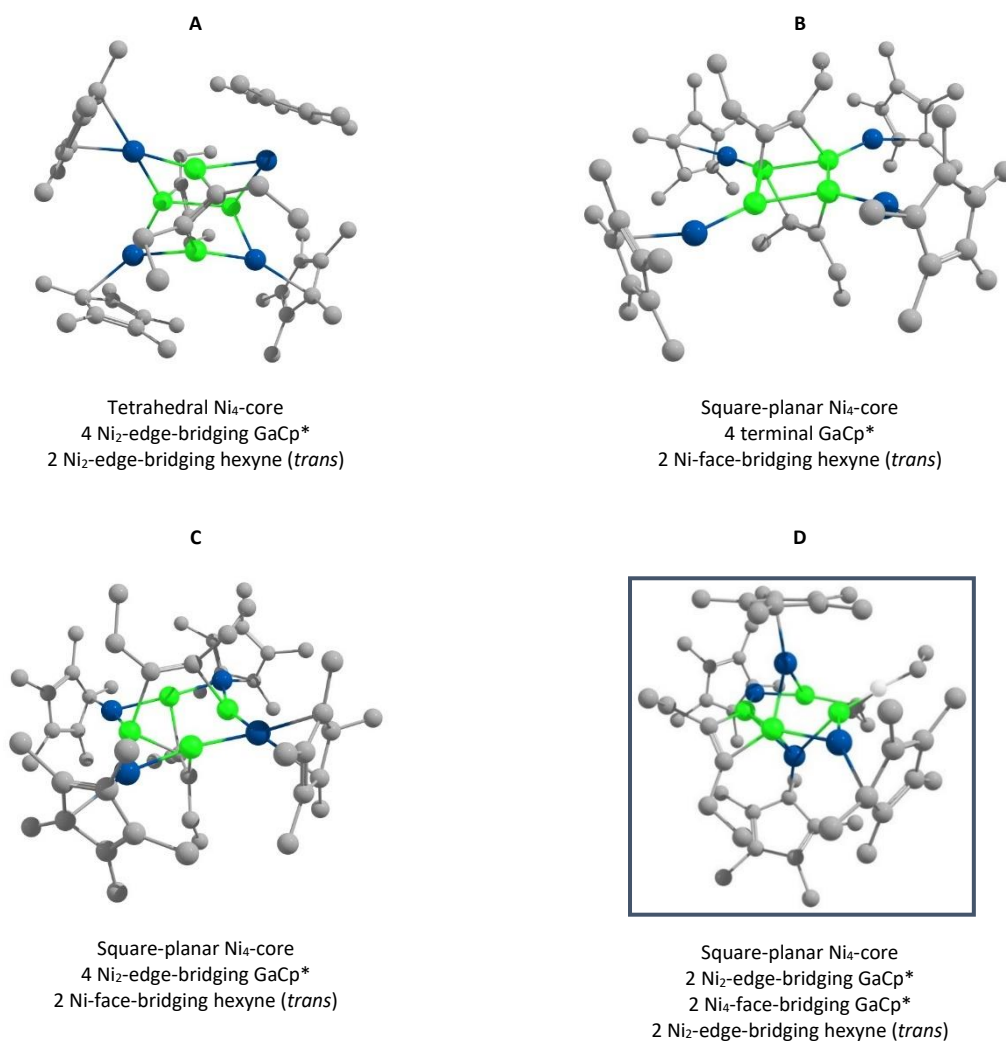 A
B
Tetrahedral Ni₄-core
4 Ni₂-edge-bridging GaCp*
2 Ni₂-edge-bridging hexyne (trans)
Square-planar Ni₄-core
4 terminal GaCp*
2 Ni-face-bridging hexyne (trans)
C
D
Square-planar Ni₄-core
4 Ni₂-edge-bridging GaCp*
2 Ni-face-bridging hexyne (trans)
Square-planar Ni₄-core
2 Ni₂-edge-bridging GaCp*
2 Ni₄-face-bridging GaCp*
2 Ni₂-edge-bridging hexyne (trans)